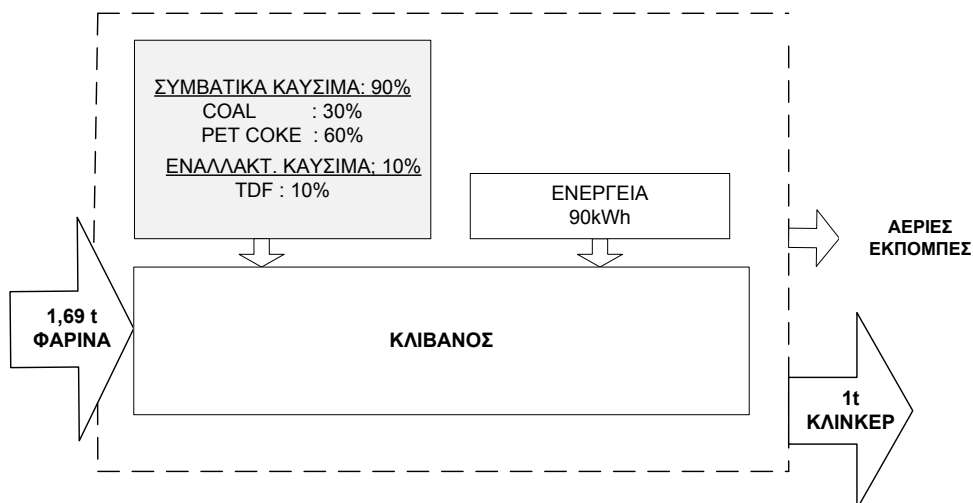 ΣΥΜΒΑΤΙΚΑ ΚΑΥΣΙΜΑ: 90%
COAL : 30%
PET COKE : 60%
ΕΝΑΛΛΑΚΤ. ΚΑΥΣΙΜΑ; 10%
TDF : 10%
ΕΝΕΡΓΕΙΑ
90kWh
ΑΕΡΙΕΣ
ΕΚΠΟΜΠΕΣ
1,69 t
ΦΑΡΙΝΑ
ΚΛΙΒΑΝΟΣ
1t
ΚΛΙΝΚΕΡ